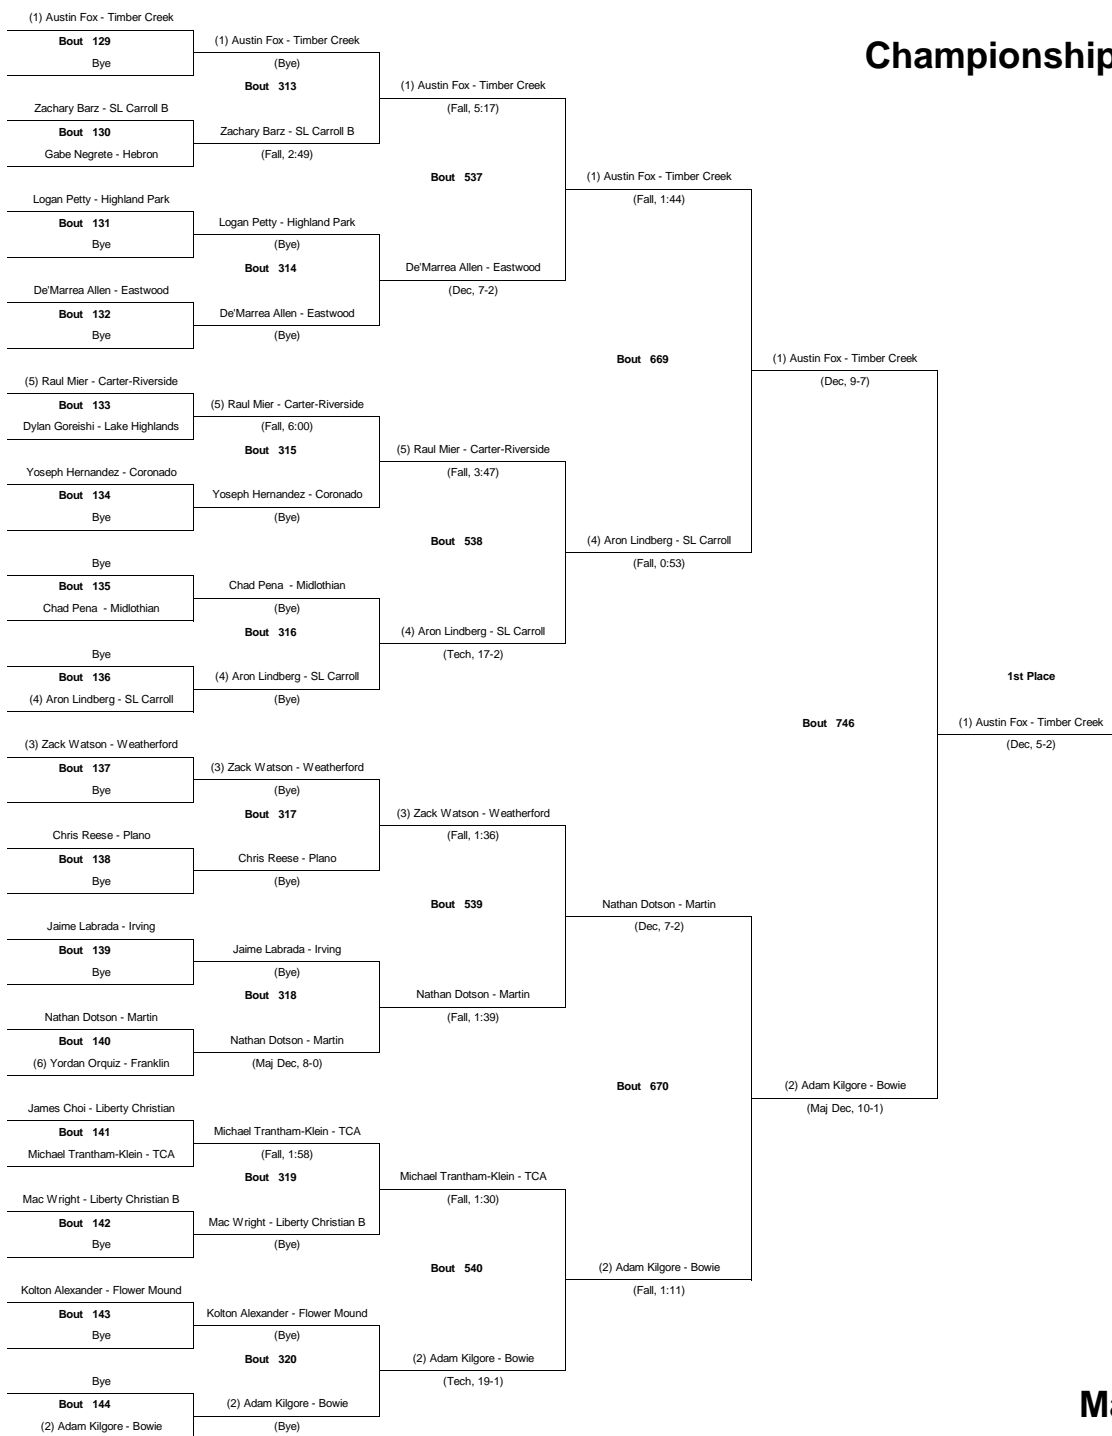 (1) Austin Fox - Timber Creek
Bout 129
Bye
(1) Austin Fox - Timber Creek
(Bye)
Bout 313
Championship
(1) Austin Fox - Timber Creek
(Fall, 5:17)
Zachary Barz - SL Carroll B
Bout 130
Gabe Negrete - Hebron
Zachary Barz - SL Carroll B
(Fall, 2:49)
Bout 537
(1) Austin Fox - Timber Creek
(Fall, 1:44)
Logan Petty - Highland Park
Bout 131
Bye
Logan Petty - Highland Park
(Bye)
Bout 314
De'Marrea Allen - Eastwood
(Dec, 7-2)
De'Marrea Allen - Eastwood
Bout 132
Bye
De'Marrea Allen - Eastwood
(Bye)
Bout 669
(1) Austin Fox - Timber Creek
(Dec, 9-7)
(5) Raul Mier - Carter-Riverside
Bout 133
Dylan Goreishi - Lake Highlands
(5) Raul Mier - Carter-Riverside
(Fall, 6:00)
Bout 315
(5) Raul Mier - Carter-Riverside
(Fall, 3:47)
Yoseph Hernandez - Coronado
Bout 134
Bye
Yoseph Hernandez - Coronado
(Bye)
Bout 538
(4) Aron Lindberg - SL Carroll
(Fall, 0:53)
Bye
Bout 135
Chad Pena - Midlothian
Chad Pena - Midlothian
(Bye)
Bout 316
(4) Aron Lindberg - SL Carroll
(Tech, 17-2)
Bye
Bout 136
(4) Aron Lindberg - SL Carroll
(4) Aron Lindberg - SL Carroll
(Bye)
1st Place
Bout 746
(1) Austin Fox - Timber Creek
(Dec, 5-2)
(3) Zack Watson - Weatherford
Bout 137
Bye
(3) Zack Watson - Weatherford
(Bye)
Bout 317
(3) Zack Watson - Weatherford
(Fall, 1:36)
Chris Reese - Plano
Bout 138
Bye
Chris Reese - Plano
(Bye)
Bout 539
Nathan Dotson - Martin
(Dec, 7-2)
Jaime Labrada - Irving
Bout 139
Bye
Jaime Labrada - Irving
(Bye)
Bout 318
Nathan Dotson - Martin
(Fall, 1:39)
Nathan Dotson - Martin
Bout 140
(6) Yordan Orquiz - Franklin
Nathan Dotson - Martin
(Maj Dec, 8-0)
Bout 670
(2) Adam Kilgore - Bowie
(Maj Dec, 10-1)
James Choi - Liberty Christian
Bout 141
Michael Trantham-Klein - TCA
Michael Trantham-Klein - TCA
(Fall, 1:58)
Bout 319
Michael Trantham-Klein - TCA
(Fall, 1:30)
Mac Wright - Liberty Christian B
Bout 142
Bye
Mac Wright - Liberty Christian B
(Bye)
Bout 540
(2) Adam Kilgore - Bowie
(Fall, 1:11)
Kolton Alexander - Flower Mound
Bout 143
Bye
Kolton Alexander - Flower Mound
(Bye)
Bout 320
(2) Adam Kilgore - Bowie
(Tech, 19-1)
Bye
Bout 144
(2) Adam Kilgore - Bowie
(2) Adam Kilgore - Bowie
(Bye)